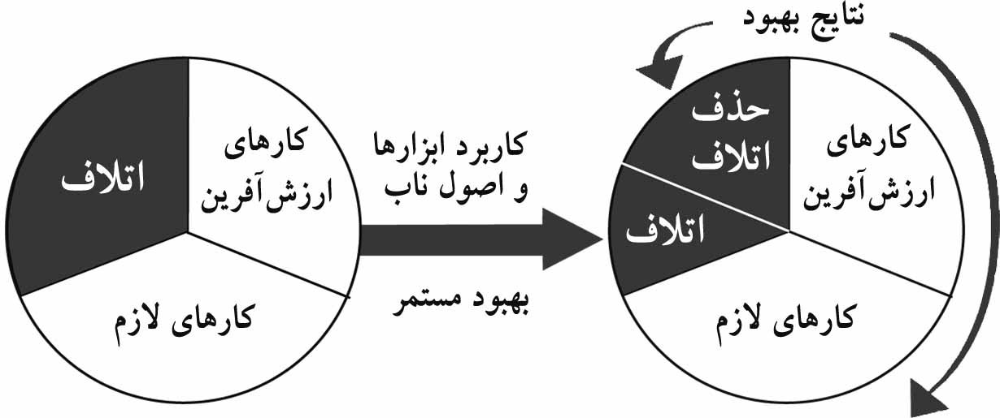 نتایج بهبود
حذف
اتلاف
کارهای
ارزش‌آفرین
اتلاف
کارهای لازم
کاربرد ابزارها
و اصول ناب
بهبود مستمر
کارهای
ارزش‌آفرین
اتلاف
کارهای لازم